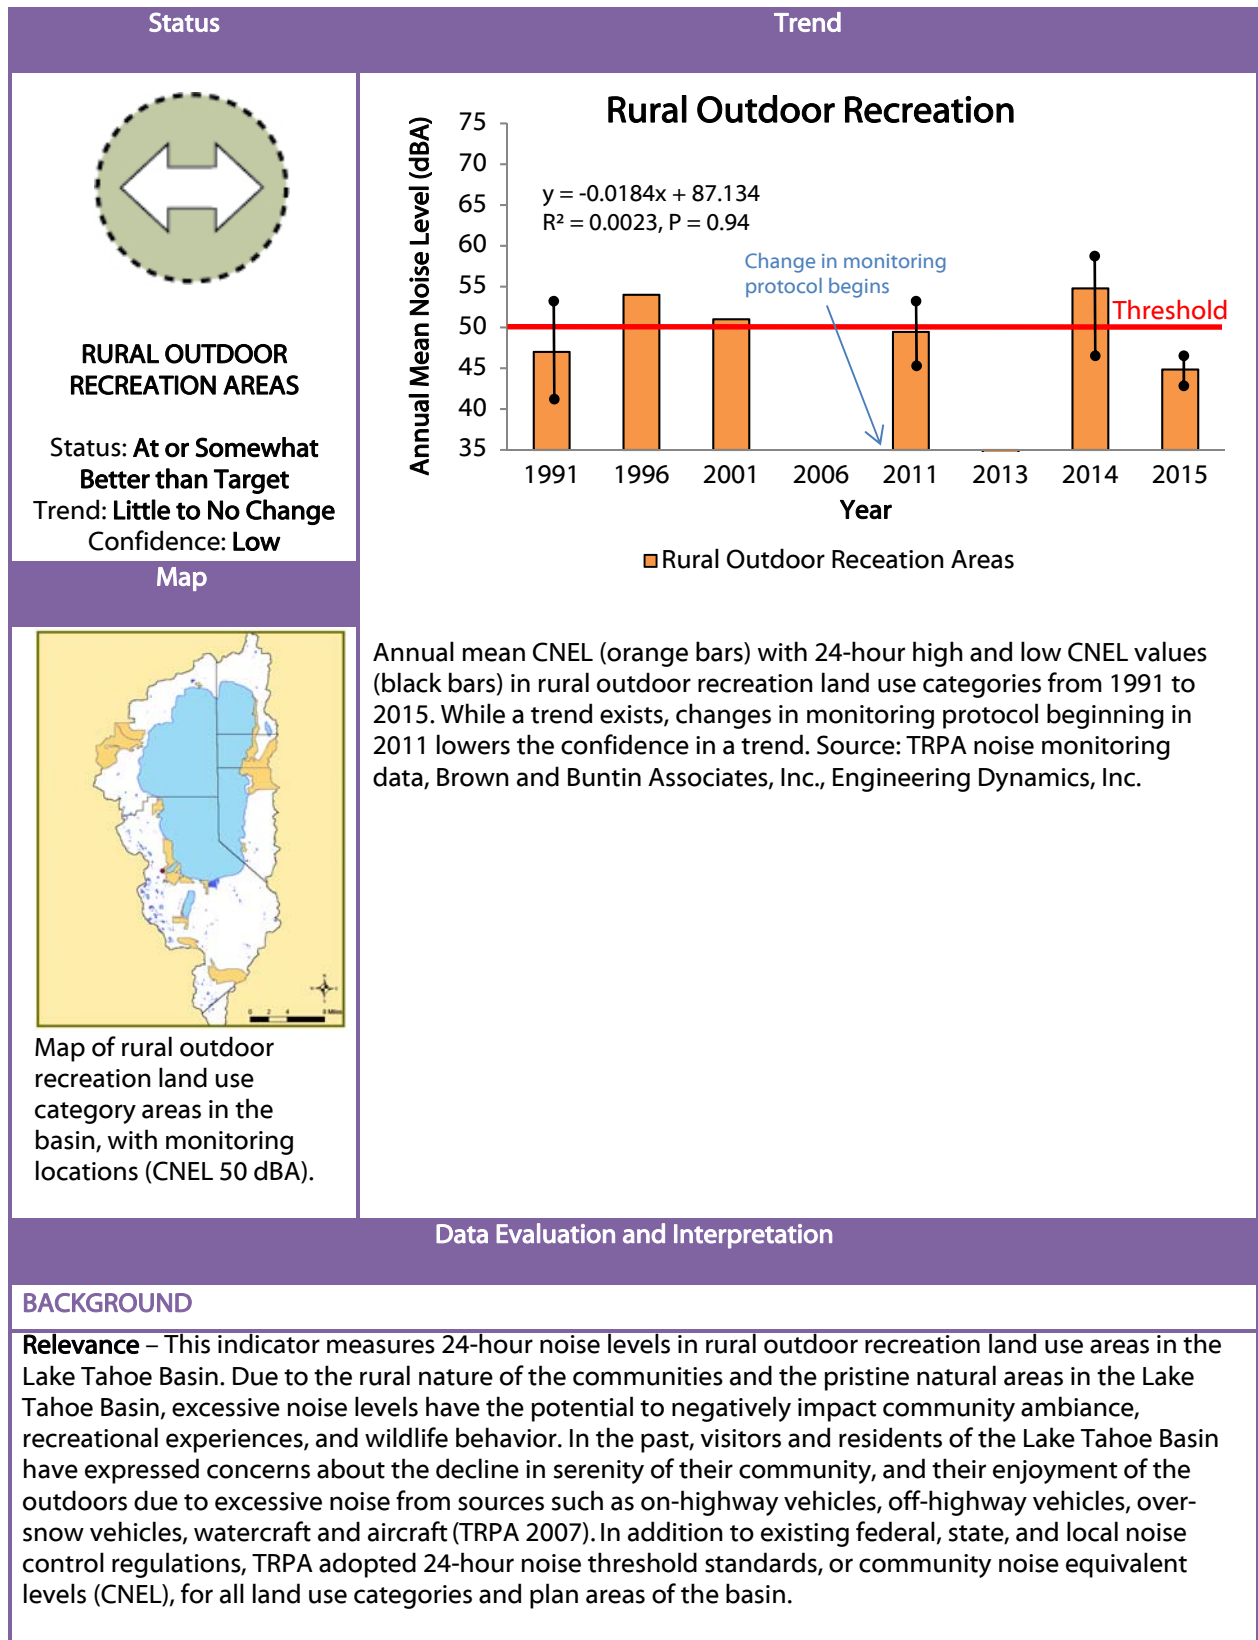 Status
Trend
RURAL OUTDOOR
RECREATION AREAS
Status: At or Somewhat
Better than Target
Trend: Little to No Change
Confidence: Low
Rural Outdoor Recreation
Annual Mean Noise Level (dBA)
75
70
65
60
55
50
45
40
35
y = -0.0184x + 87.134
R² = 0.0023, P = 0.94
Change in monitoring
protocol begins
Threshold
1991 1996 2001 2006 2011 2013 2014 2015
Year
Rural Outdoor Receation Areas
Map
0 2 4 8 Miles
Map of rural outdoor
recreation land use
category areas in the
basin, with monitoring
locations (CNEL 50 dBA).
Annual mean CNEL (orange bars) with 24-hour high and low CNEL values
(black bars) in rural outdoor recreation land use categories from 1991 to
2015. While a trend exists, changes in monitoring protocol beginning in
2011 lowers the confidence in a trend. Source: TRPA noise monitoring
data, Brown and Buntin Associates, Inc., Engineering Dynamics, Inc.
Data Evaluation and Interpretation
BACKGROUND
Relevance – This indicator measures 24-hour noise levels in rural outdoor recreation land use areas in the
Lake Tahoe Basin. Due to the rural nature of the communities and the pristine natural areas in the Lake
Tahoe Basin, excessive noise levels have the potential to negatively impact community ambiance,
recreational experiences, and wildlife behavior. In the past, visitors and residents of the Lake Tahoe Basin
have expressed concerns about the decline in serenity of their community, and their enjoyment of the
outdoors due to excessive noise from sources such as on-highway vehicles, off-highway vehicles, over-
snow vehicles, watercraft and aircraft (TRPA 2007). In addition to existing federal, state, and local noise
control regulations, TRPA adopted 24-hour noise threshold standards, or community noise equivalent
levels (CNEL), for all land use categories and plan areas of the basin.